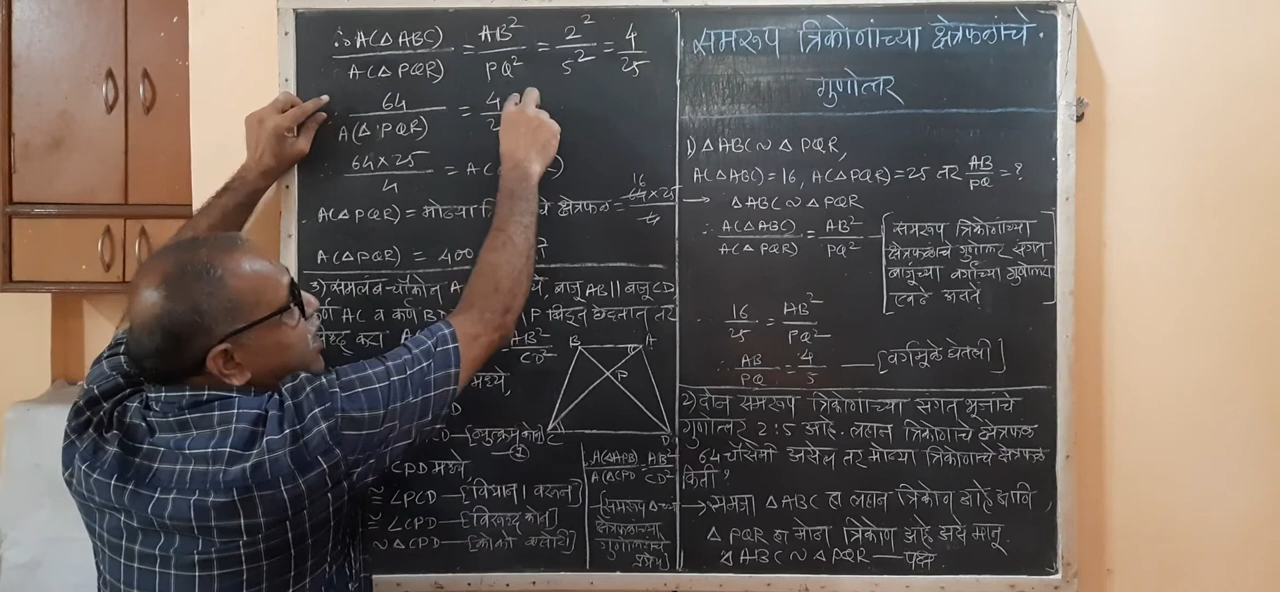 समरूप त्रिकोणांच्या क्षेत्रफळांचे
गुणोत्तर
1) △ABC ~ △PQR,
A(△ABC) = 16, A(△PQR) = 25 तर AB/PQ = ?
→ △ABC ~ △PQR
∴ A(△ABC)/A(△PQR) = AB²/PQ² — [समरूप त्रिकोणांच्या
क्षेत्रफळांचे गुणोत्तर संगत
बाजूंच्या वर्गांच्या गुणोत्तरा
एवढे असते]
16/25 = AB²/PQ²
∴ AB/PQ = 4/5 — [वर्गमुळे घेतली]
2) दोन समरूप त्रिकोणांच्या संगत भुजांचे
गुणोत्तर 2:5 आहे. लहान त्रिकोणाचे क्षेत्रफळ
64 चौसेमी असेल तर मोठ्या त्रिकोणाचे क्षेत्रफळ
किती?
→ समजा △ABC हा लहान त्रिकोण आहे आणि,
△PQR हा मोठा त्रिकोण आहे असे मानू.
△ABC ~ △PQR — पक्ष
∴ A(△ABC)/A(△PQR) = AB²/PQ² = 2²/5² = 4/25
64/A(△PQR) = 4/
∴ 64×25/4 = A(
A(△PQR) = मोठ्या चे क्षेत्रफळ = 16 64×25/4
A(△PQR) = 400
3) समलंब चौकोन A बाजू AB || बाजू CD,
AC व कर्ण P बिंदूत छेदतात तर
सिद्ध करा AB²/CD²
B A
P
C D
मध्ये,
D
CD — [व्युत्क्रम कोन]
1
CPD मध्ये,
≅ ∠PCD — [विधान 1 वरून]
≅ ∠CPD — [विरुद्ध कोन]
~ △CPD — [कोको कसोटी]
∴ A(△APB)/A(△CPD = AB²/CD²
[समरूप △च्या
क्षेत्रफळांच्या
गुणोत्तराचे
प्रमेय]